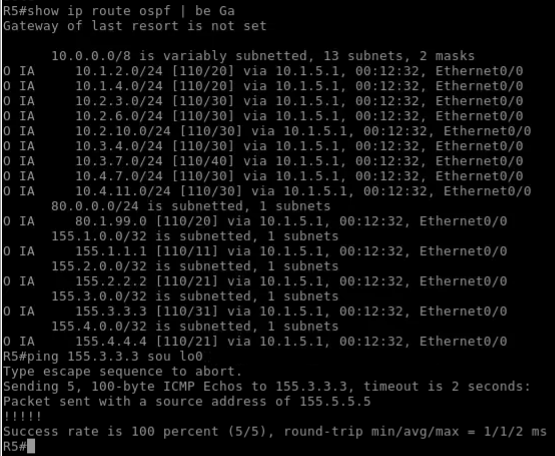 R5#show ip route ospf | be Ga
Gateway of last resort is not set
10.0.0.0/8 is variably subnetted, 13 subnets, 2 masks
O IA     10.1.2.0/24 [110/20] via 10.1.5.1, 00:12:32, Ethernet0/0
O IA     10.1.4.0/24 [110/20] via 10.1.5.1, 00:12:32, Ethernet0/0
O IA     10.2.3.0/24 [110/30] via 10.1.5.1, 00:12:32, Ethernet0/0
O IA     10.2.6.0/24 [110/30] via 10.1.5.1, 00:12:32, Ethernet0/0
O IA     10.2.10.0/24 [110/30] via 10.1.5.1, 00:12:32, Ethernet0/0
O IA     10.3.4.0/24 [110/30] via 10.1.5.1, 00:12:32, Ethernet0/0
O IA     10.3.7.0/24 [110/40] via 10.1.5.1, 00:12:32, Ethernet0/0
O IA     10.4.7.0/24 [110/30] via 10.1.5.1, 00:12:32, Ethernet0/0
O IA     10.4.11.0/24 [110/30] via 10.1.5.1, 00:12:32, Ethernet0/0
80.0.0.0/24 is subnetted, 1 subnets
O IA     80.1.99.0 [110/20] via 10.1.5.1, 00:12:32, Ethernet0/0
155.1.0.0/32 is subnetted, 1 subnets
O IA     155.1.1.1 [110/11] via 10.1.5.1, 00:12:32, Ethernet0/0
155.2.0.0/32 is subnetted, 1 subnets
O IA     155.2.2.2 [110/21] via 10.1.5.1, 00:12:32, Ethernet0/0
155.3.0.0/32 is subnetted, 1 subnets
O IA     155.3.3.3 [110/31] via 10.1.5.1, 00:12:32, Ethernet0/0
155.4.0.0/32 is subnetted, 1 subnets
O IA     155.4.4.4 [110/21] via 10.1.5.1, 00:12:32, Ethernet0/0
R5#ping 155.3.3.3 sou lo0
Type escape sequence to abort.
Sending 5, 100-byte ICMP Echos to 155.3.3.3, timeout is 2 seconds:
Packet sent with a source address of 155.5.5.5
!!!!!
Success rate is 100 percent (5/5), round-trip min/avg/max = 1/1/2 ms
R5#